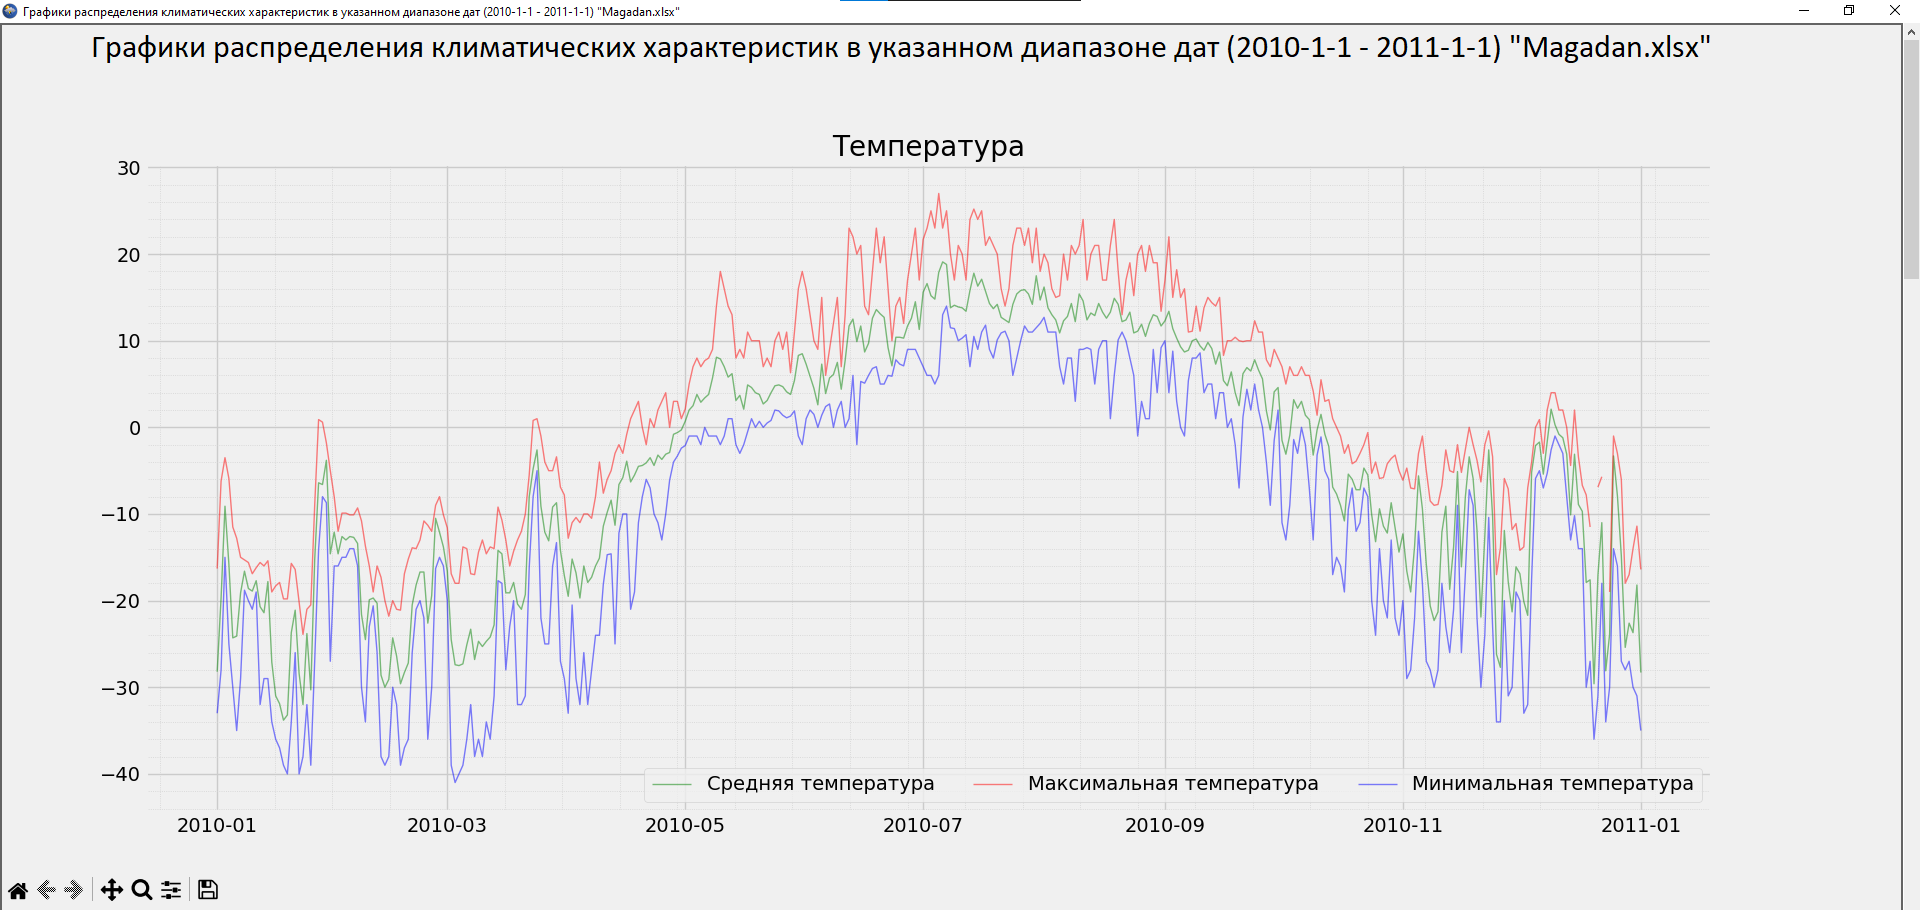 Графики распределения климатических характеристик в указанном диапазоне дат (2010-1-1 - 2011-1-1) "Magadan.xlsx"
Графики распределения климатических характеристик в указанном диапазоне дат (2010-1-1 - 2011-1-1) "Magadan.xlsx"
Температура
30
20
10
0
−10
−20
−30
−40
Средняя температура Максимальная температура Минимальная температура
2010-01 2010-03 2010-05 2010-07 2010-09 2010-11 2011-01